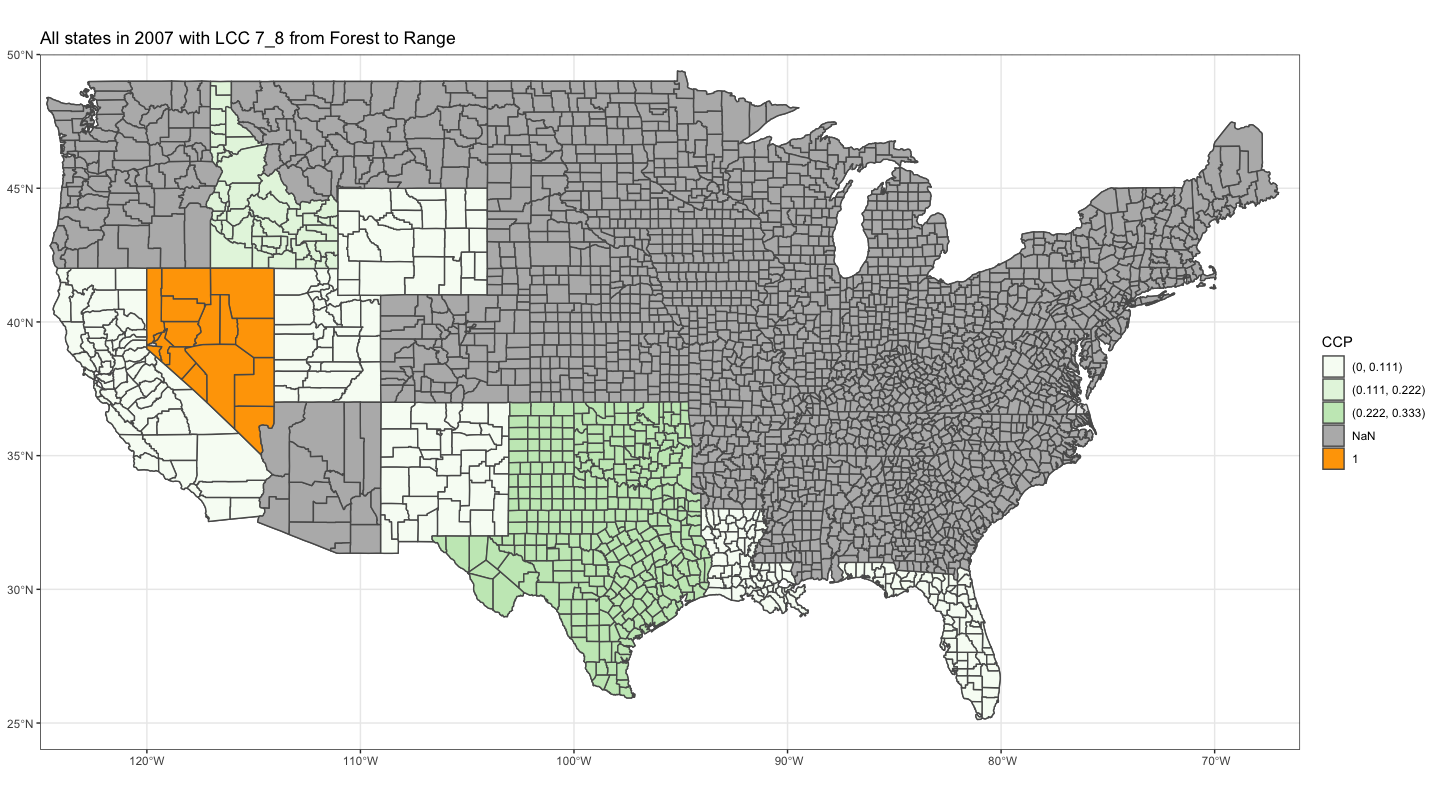 All states in 2007 with LCC 7_8 from Forest to Range
50°N
45°N
40°N
35°N
30°N
25°N
120°W
110°W
100°W
90°W
80°W
70°W
CCP
(0, 0.111)
(0.111, 0.222)
(0.222, 0.333)
NaN
1